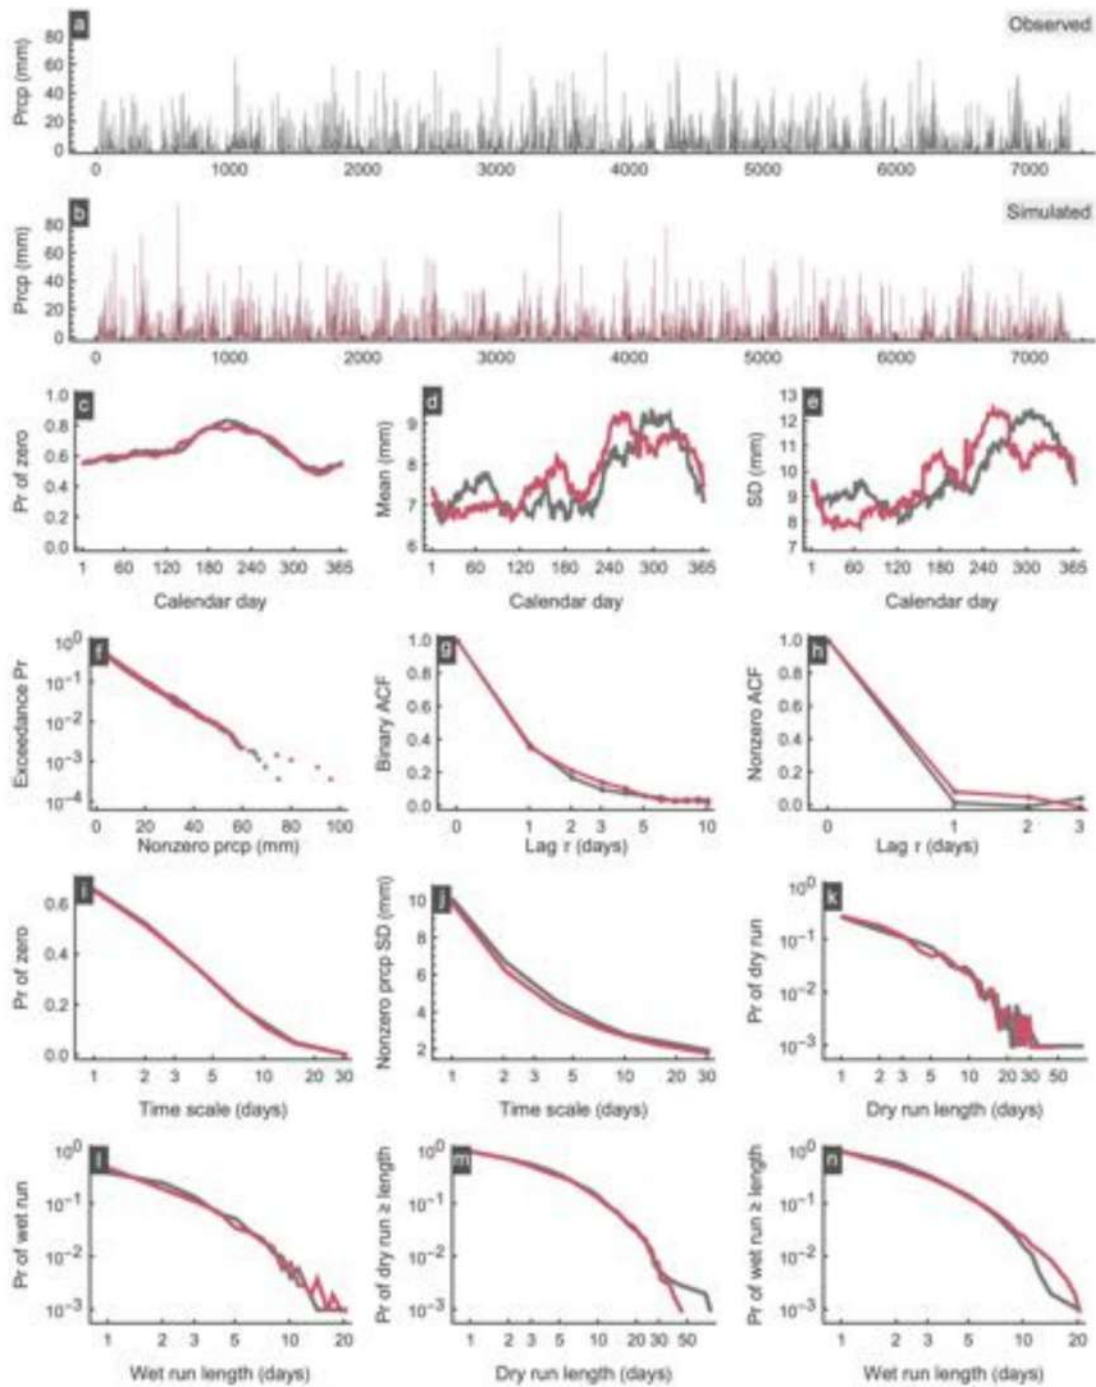 a
Observed
Prcp (mm)
80
60
40
20
0
0 1000 2000 3000 4000 5000 6000 7000
b
Simulated
Prcp (mm)
80
60
40
20
0
0 1000 2000 3000 4000 5000 6000 7000
c
Pr of zero
1.0
0.8
0.6
0.4
0.2
0.0
1 60 120 180 240 300 365
Calendar day
d
Mean (mm)
9
8
7
6
1 60 120 180 240 300 365
Calendar day
e
SD (mm)
13
12
11
10
9
8
7
1 60 120 180 240 300 365
Calendar day
f
Exceedance Pr
10^0
10^-1
10^-2
10^-3
10^-4
0 20 40 60 80 100
Nonzero prcp (mm)
g
Binary ACF
1.0
0.8
0.6
0.4
0.2
0.0
0 1 2 3 5 10
Lag τ (days)
h
Nonzero ACF
1.0
0.8
0.6
0.4
0.2
0.0
0 1 2 3
Lag τ (days)
i
Pr of zero
0.6
0.4
0.2
0.0
1 2 3 5 10 20 30
Time scale (days)
j
Nonzero prcp SD (mm)
10
8
6
4
2
1 2 3 5 10 20 30
Time scale (days)
k
Pr of dry run
10^0
10^-1
10^-2
10^-3
1 2 3 5 10 20 30 50
Dry run length (days)
l
Pr of wet run
10^0
10^-1
10^-2
10^-3
1 2 3 5 10 20
Wet run length (days)
m
Pr of dry run ≥ length
10^0
10^-1
10^-2
10^-3
1 2 3 5 10 20 30 50
Dry run length (days)
n
Pr of wet run ≥ length
10^0
10^-1
10^-2
10^-3
1 2 3 5 10 20
Wet run length (days)